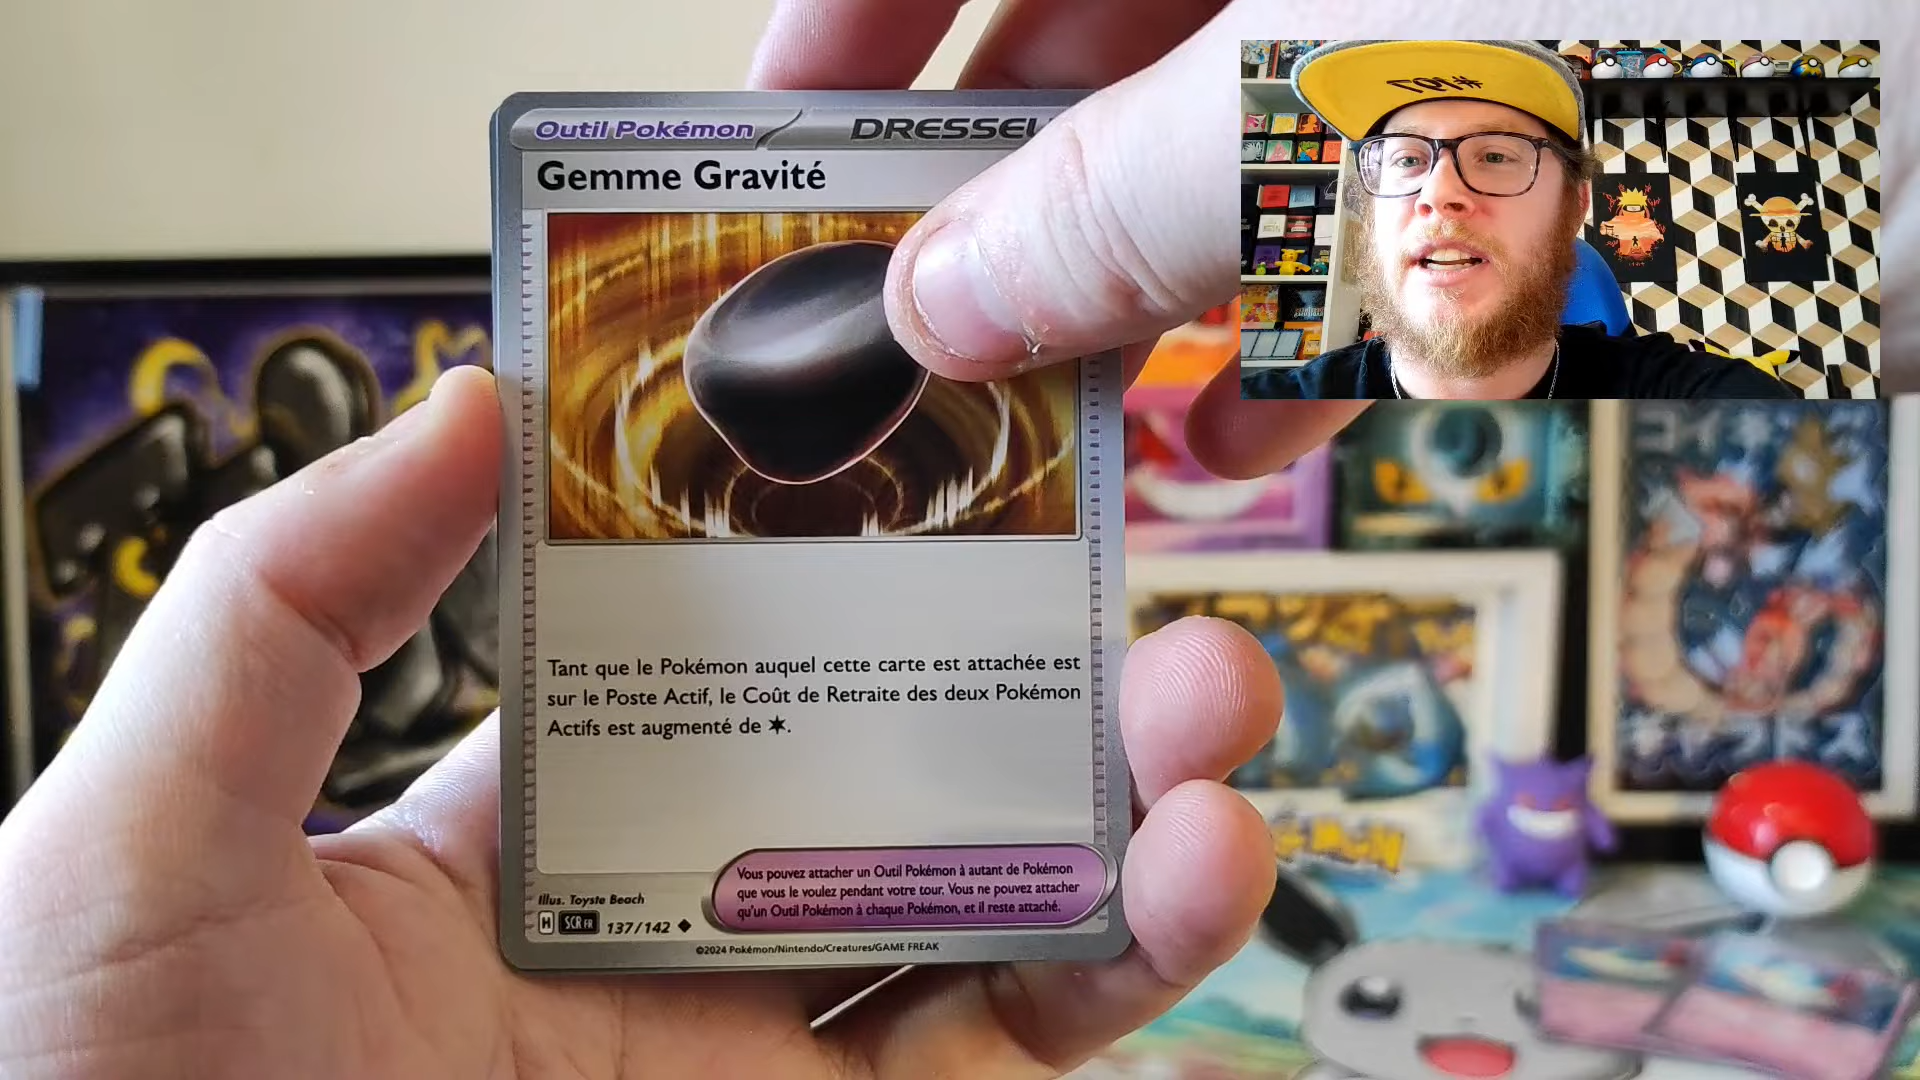 Outil Pokémon
DRESSEU
Gemme Gravité
Tant que le Pokémon auquel cette carte est attachée est
sur le Poste Actif, le Coût de Retraite des deux Pokémon
Actifs est augmenté de ✶.
Vous pouvez attacher un Outil Pokémon à autant de Pokémon
que vous le voulez pendant votre tour. Vous ne pouvez attacher
qu'un Outil Pokémon à chaque Pokémon, et il reste attaché.
Illus. Toyste Beach
H SCR FR 137/142 ◆
©2024 Pokémon/Nintendo/Creatures/GAME FREAK